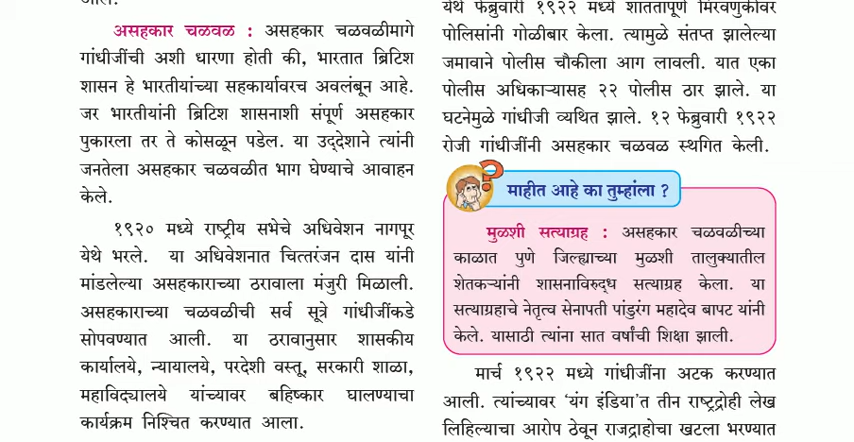 आले.
असहकार चळवळ : असहकार चळवळीमागे
गांधीजींची अशी धारणा होती की, भारतात ब्रिटिश
शासन हे भारतीयांच्या सहकार्यावरच अवलंबून आहे.
जर भारतीयांनी ब्रिटिश शासनाशी संपूर्ण असहकार
पुकारला तर ते कोसळून पडेल. या उद्देशाने त्यांनी
जनतेला असहकार चळवळीत भाग घेण्याचे आवाहन
केले.
१९२० मध्ये राष्ट्रीय सभेचे अधिवेशन नागपूर
येथे भरले. या अधिवेशनात चित्तरंजन दास यांनी
मांडलेल्या असहकाराच्या ठरावाला मंजुरी मिळाली.
असहकाराच्या चळवळीची सर्व सूत्रे गांधीजींकडे
सोपवण्यात आली. या ठरावानुसार शासकीय
कार्यालये, न्यायालये, परदेशी वस्तू, सरकारी शाळा,
महाविद्यालये यांच्यावर बहिष्कार घालण्याचा
कार्यक्रम निश्चित करण्यात आला.
येथे फेब्रुवारी १९२२ मध्ये शांततापूर्ण मिरवणुकीवर
पोलिसांनी गोळीबार केला. त्यामुळे संतप्त झालेल्या
जमावाने पोलीस चौकीला आग लावली. यात एका
पोलीस अधिकाऱ्यासह २२ पोलीस ठार झाले. या
घटनेमुळे गांधीजी व्यथित झाले. १२ फेब्रुवारी १९२२
रोजी गांधीजींनी असहकार चळवळ स्थगित केली.
माहीत आहे का तुम्हांला ?
मुळशी सत्याग्रह : असहकार चळवळीच्या
काळात पुणे जिल्ह्याच्या मुळशी तालुक्यातील
शेतकऱ्यांनी शासनाविरुद्ध सत्याग्रह केला. या
सत्याग्रहाचे नेतृत्व सेनापती पांडुरंग महादेव बापट यांनी
केले. यासाठी त्यांना सात वर्षांची शिक्षा झाली.
मार्च १९२२ मध्ये गांधीजींना अटक करण्यात
आली. त्यांच्यावर ‘यंग इंडिया’त तीन राष्ट्रद्रोही लेख
लिहिल्याचा आरोप ठेवून राजद्रोहाचा खटला भरण्यात